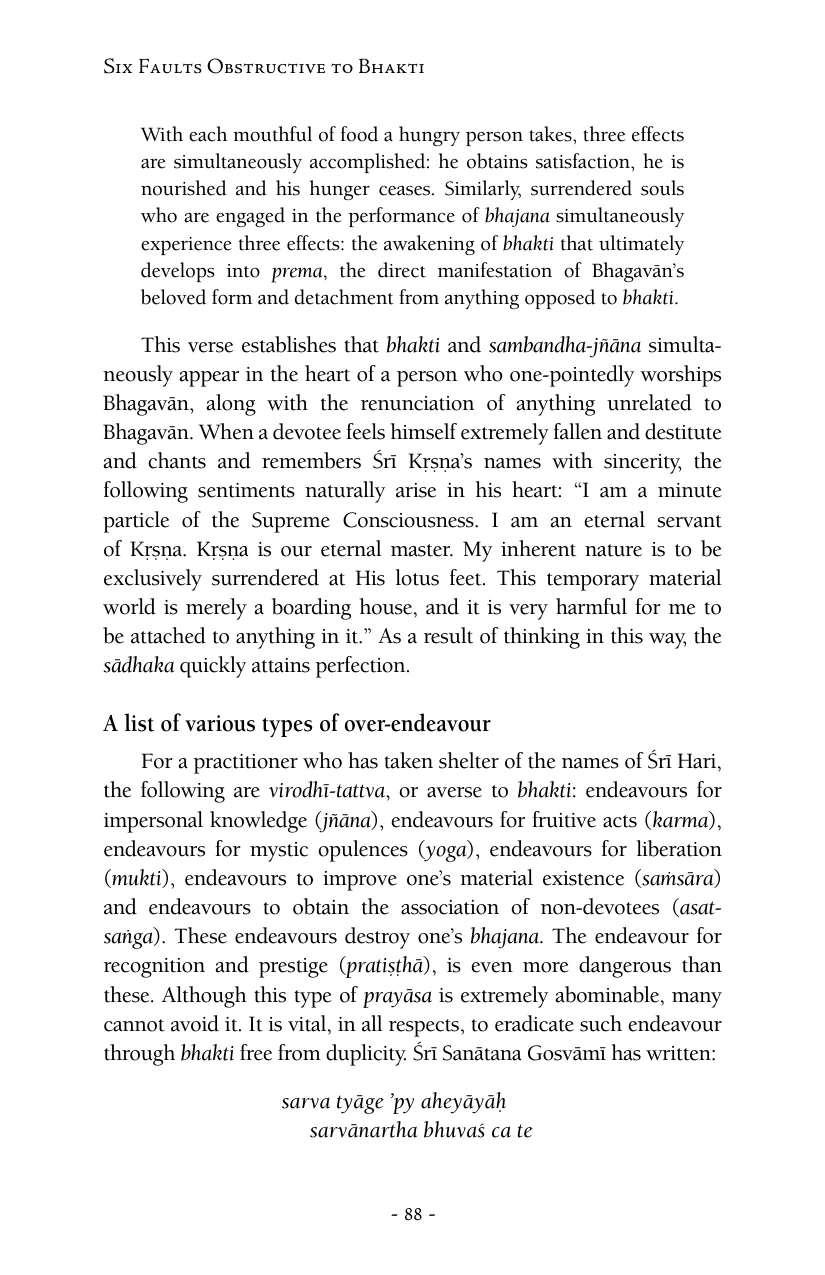 Six Faults Obstructive to Bhakti
With each mouthful of food a hungry person takes, three effects
are simultaneously accomplished: he obtains satisfaction, he is
nourished and his hunger ceases. Similarly, surrendered souls
who are engaged in the performance of bhajana simultaneously
experience three effects: the awakening of bhakti that ultimately
develops into prema, the direct manifestation of Bhagavān’s
beloved form and detachment from anything opposed to bhakti.
This verse establishes that bhakti and sambandha-jñāna simulta-
neously appear in the heart of a person who one-pointedly worships
Bhagavān, along with the renunciation of anything unrelated to
Bhagavān. When a devotee feels himself extremely fallen and destitute
and chants and remembers Śrī Kṛṣṇa’s names with sincerity, the
following sentiments naturally arise in his heart: “I am a minute
particle of the Supreme Consciousness. I am an eternal servant
of Kṛṣṇa. Kṛṣṇa is our eternal master. My inherent nature is to be
exclusively surrendered at His lotus feet. This temporary material
world is merely a boarding house, and it is very harmful for me to
be attached to anything in it.” As a result of thinking in this way, the
sādhaka quickly attains perfection.
A list of various types of over-endeavour
For a practitioner who has taken shelter of the names of Śrī Hari,
the following are virodhī-tattva, or averse to bhakti: endeavours for
impersonal knowledge (jñāna), endeavours for fruitive acts (karma),
endeavours for mystic opulences (yoga), endeavours for liberation
(mukti), endeavours to improve one’s material existence (saṁsāra)
and endeavours to obtain the association of non-devotees (asat-
saṅga). These endeavours destroy one’s bhajana. The endeavour for
recognition and prestige (pratiṣṭhā), is even more dangerous than
these. Although this type of prayāsa is extremely abominable, many
cannot avoid it. It is vital, in all respects, to eradicate such endeavour
through bhakti free from duplicity. Śrī Sanātana Gosvāmī has written:
sarva tyāge ’py aheyāyāḥ
sarvānartha bhuvaś ca te
- 88 -